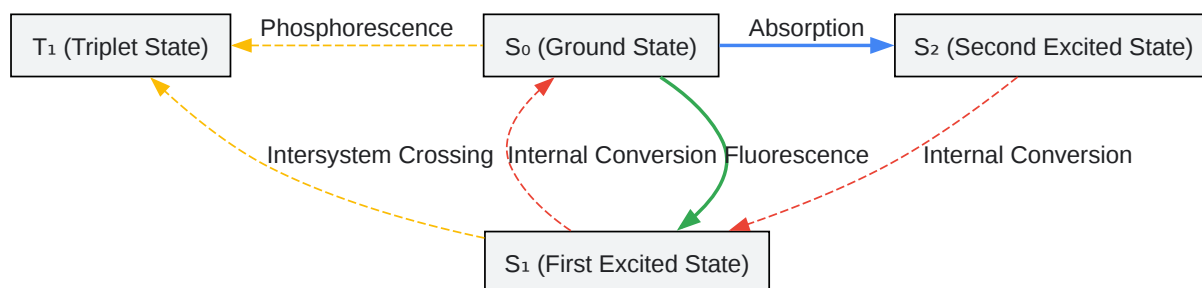 Phosphorescence
Absorption
T₁ (Triplet State)
S₀ (Ground State)
S₂ (Second Excited State)
Intersystem Crossing
Internal Conversion
Fluorescence
Internal Conversion
S₁ (First Excited State)